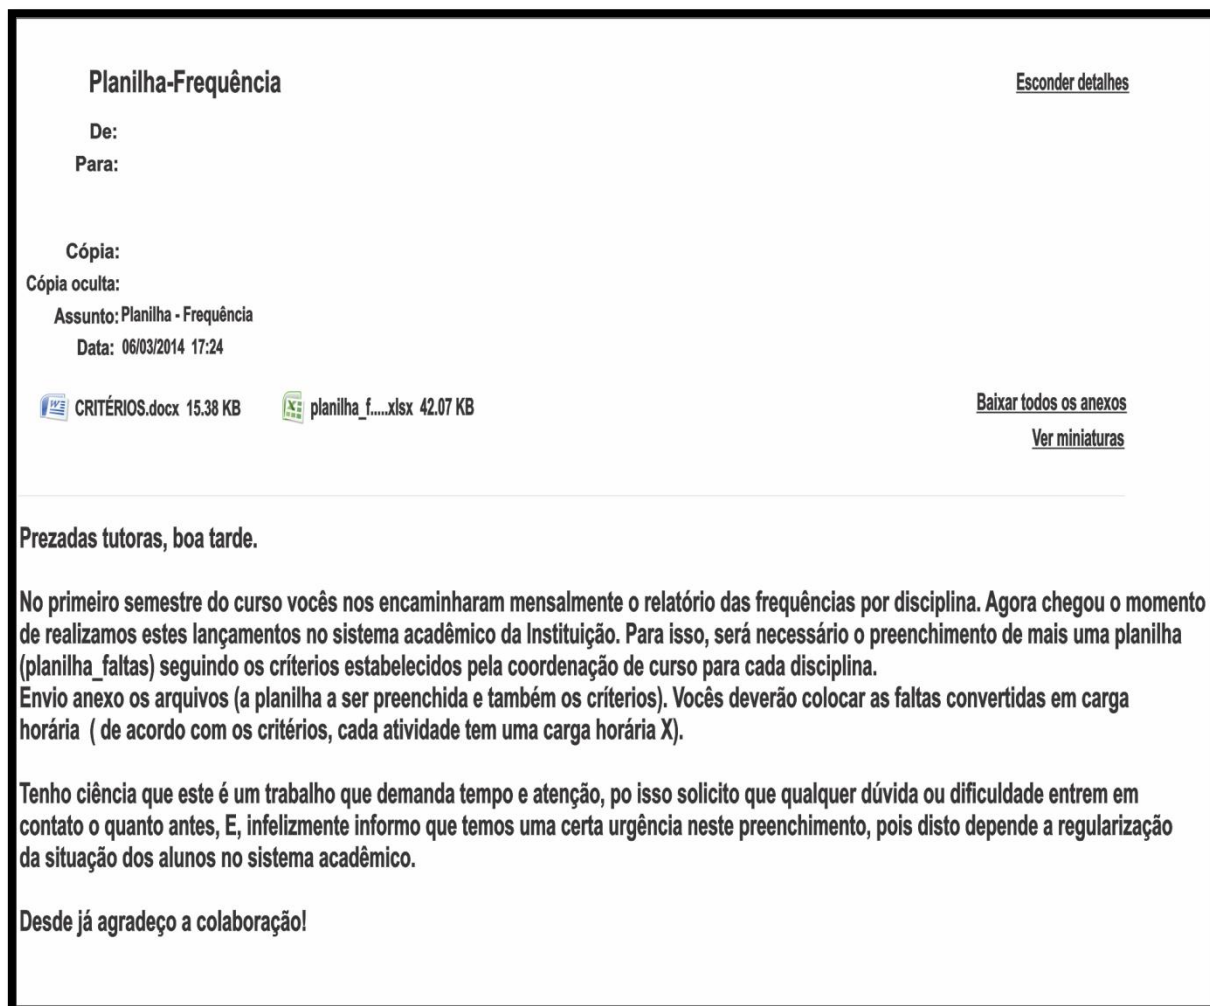 Planilha-Frequência
Esconder detalhes
De:
Para:
Cópia:
Cópia oculta:
Assunto: Planilha - Frequência
Data: 06/03/2014 17:24
CRITÉRIOS.docx 15.38 KB
planilha_f.....xlsx 42.07 KB
Baixar todos os anexos
Ver miniaturas
Prezadas tutoras, boa tarde.
No primeiro semestre do curso vocês nos encaminharam mensalmente o relatório das frequências por disciplina. Agora chegou o momento
de realizamos estes lançamentos no sistema acadêmico da Instituição. Para isso, será necessário o preenchimento de mais uma planilha
(planilha_faltas) seguindo os críterios estabelecidos pela coordenação de curso para cada disciplina.
Envio anexo os arquivos (a planilha a ser preenchida e também os críterios). Vocês deverão colocar as faltas convertidas em carga
horária ( de acordo com os critérios, cada atividade tem uma carga horária X).
Tenho ciência que este é um trabalho que demanda tempo e atenção, po isso solicito que qualquer dúvida ou dificuldade entrem em
contato o quanto antes, E, infelizmente informo que temos uma certa urgência neste preenchimento, pois disto depende a regularização
da situação dos alunos no sistema acadêmico.
Desde já agradeço a colaboração!